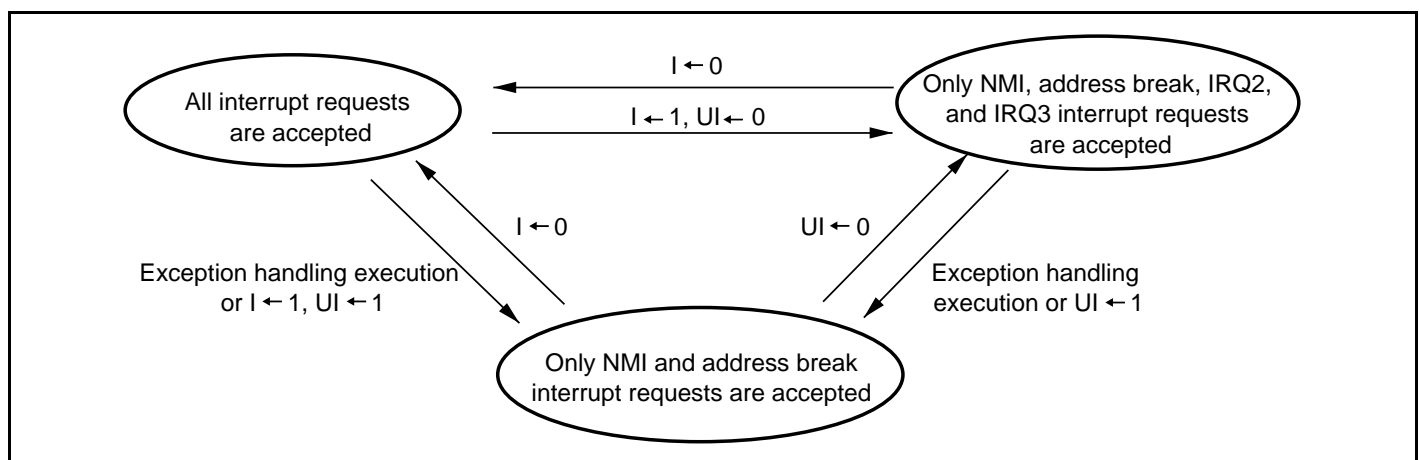 All interrupt requests
are accepted
I ← 0
I ← 1, UI ← 0
Only NMI, address break, IRQ2,
and IRQ3 interrupt requests
are accepted
I ← 0
UI ← 0
Exception handling execution
or I ← 1, UI ← 1
Exception handling
execution or UI ← 1
Only NMI and address break
interrupt requests are accepted